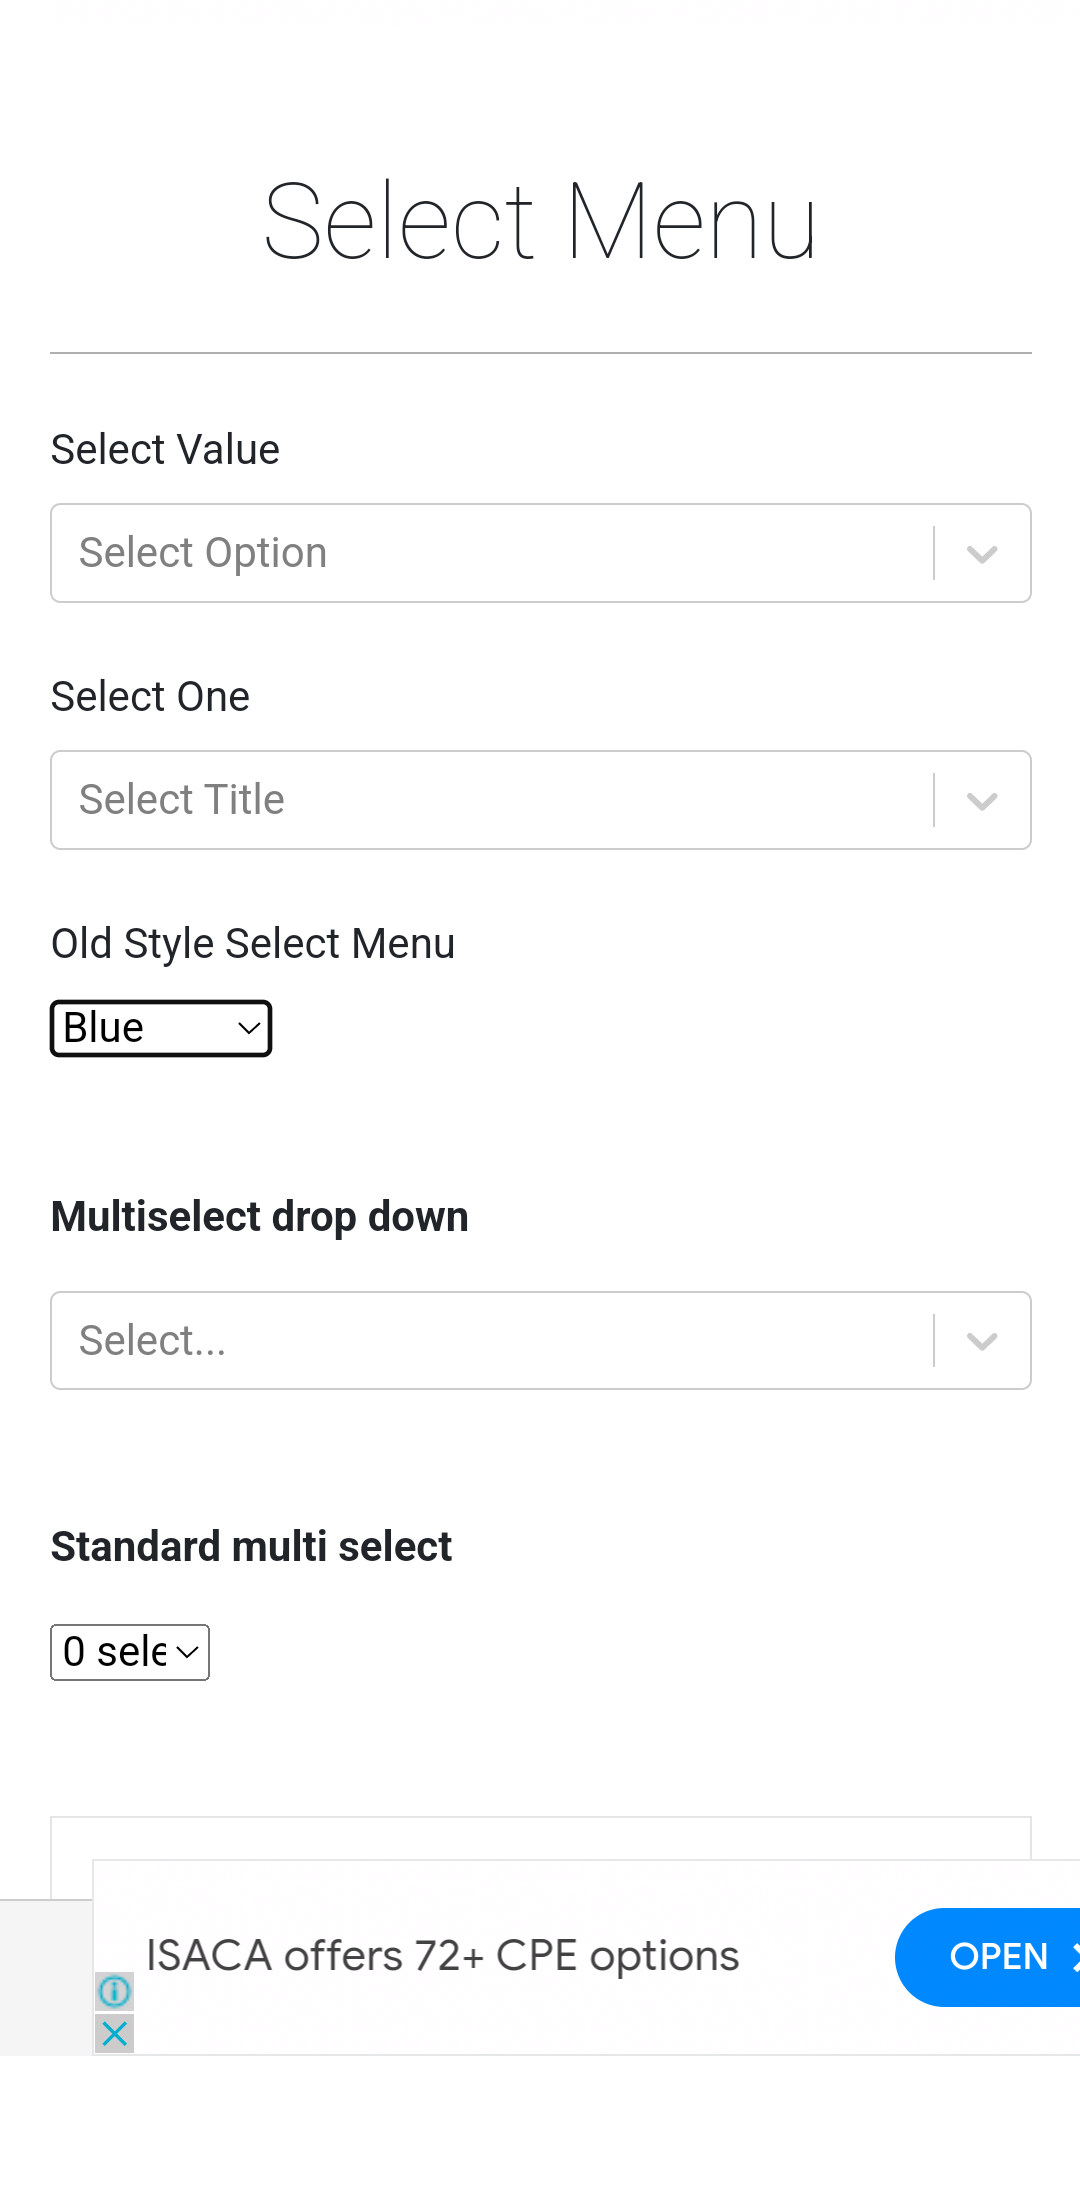 Select Menu
Select Value
Select Option
Select One
Select Title
Old Style Select Menu
Blue
Multiselect drop down
Select...
Standard multi select
0 sele
ISACA offers 72+ CPE options
OPEN